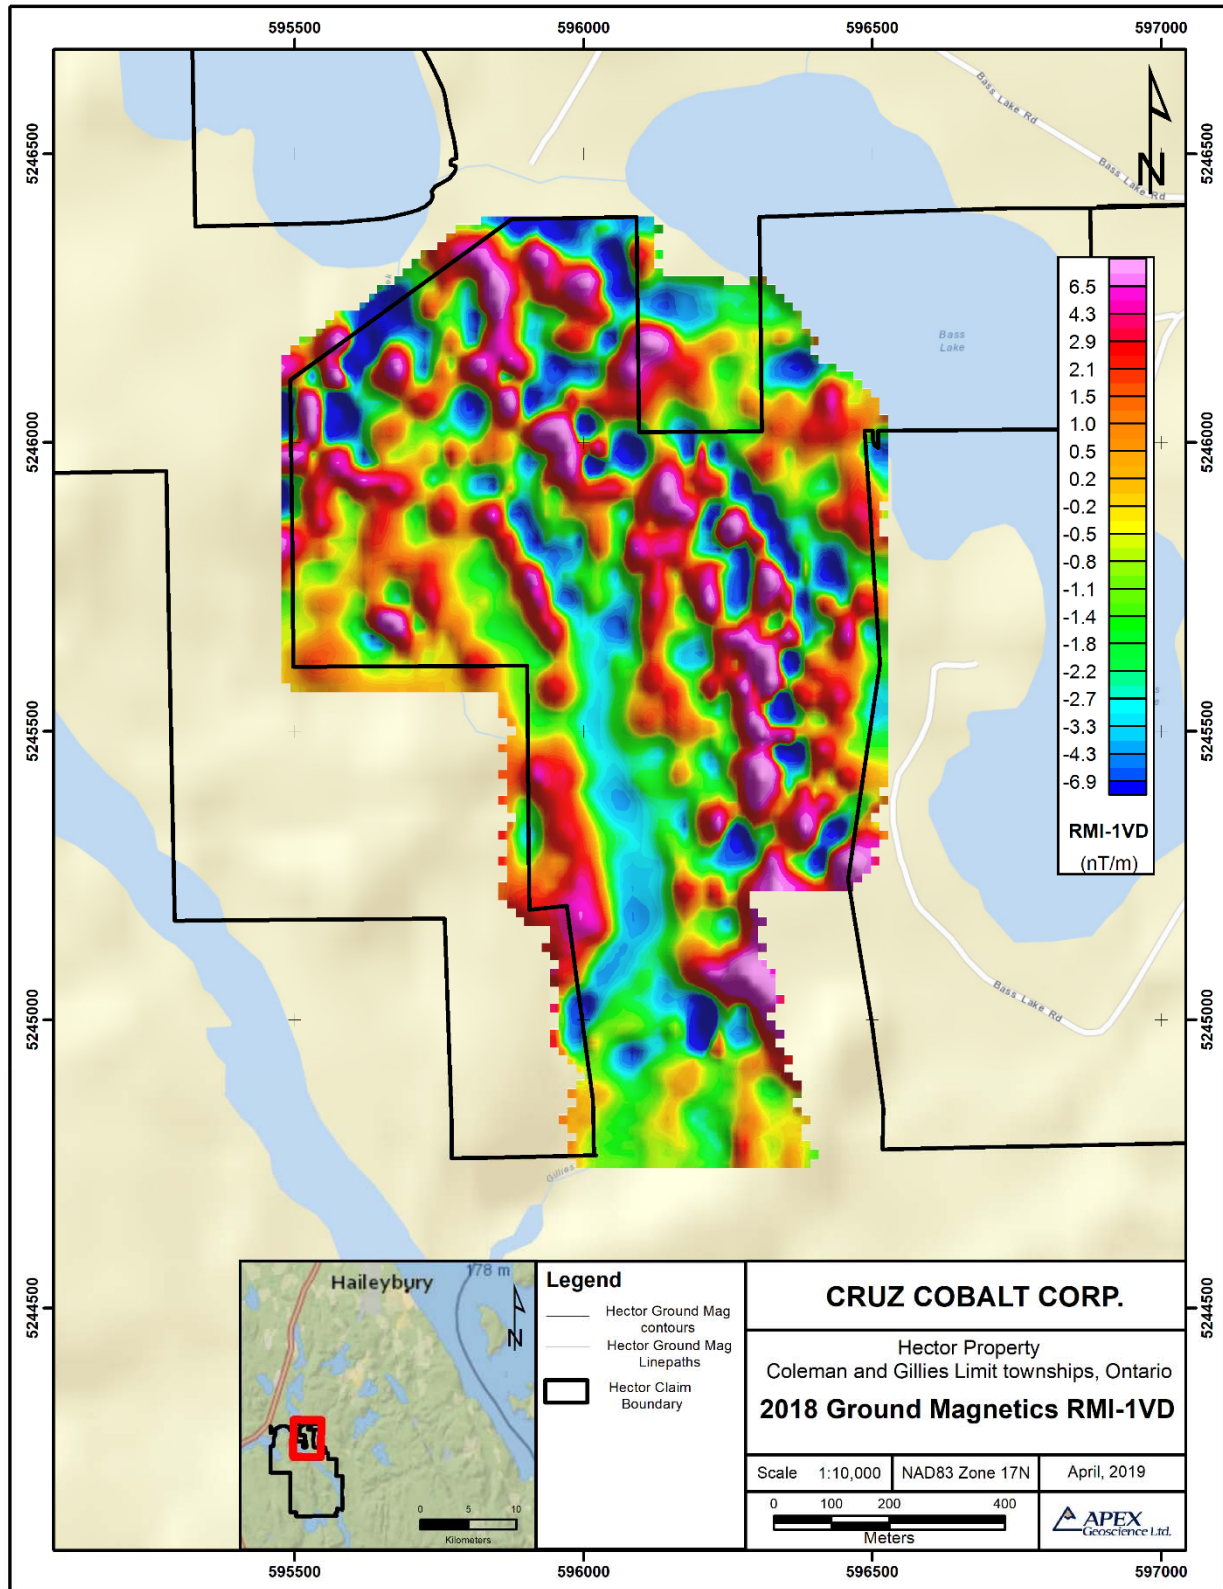 595500
596000
596500
597000
5246500
5246500
Bass Lake Rd
Bass Lake Rd
N
Bass
Lake
6.5
4.3
2.9
2.1
1.5
1.0
0.5
0.2
-0.2
-0.5
-0.8
-1.1
-1.4
-1.8
-2.2
-2.7
-3.3
-4.3
-6.9
RMI-1VD
(nT/m)
5246000
5246000
5245500
5245500
Bass Lake Rd
5245000
5245000
Gillies
5244500
5244500
Haileybury
178 m
N
0 5 10
Kilometers
Legend
Hector Ground Mag
contours
Hector Ground Mag
Linepaths
Hector Claim
Boundary
CRUZ COBALT CORP.
Hector Property
Coleman and Gillies Limit townships, Ontario
2018 Ground Magnetics RMI-1VD
Scale 1:10,000
NAD83 Zone 17N
April, 2019
0 100 200 400
Meters
APEX
Geoscience Ltd.
595500
596000
596500
597000